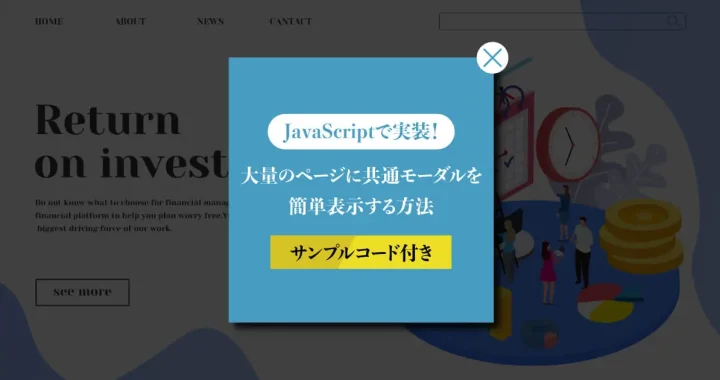 HOME ABOUT NEWS CANTACT
Return
on invest
Do not know what to choose for financial manag
financial platform to help you plan worry free.Y
biggest driving force of our work.
see more
JavaScriptで実装!
大量のページに共通モーダルを
簡単表示する方法
サンプルコード付き